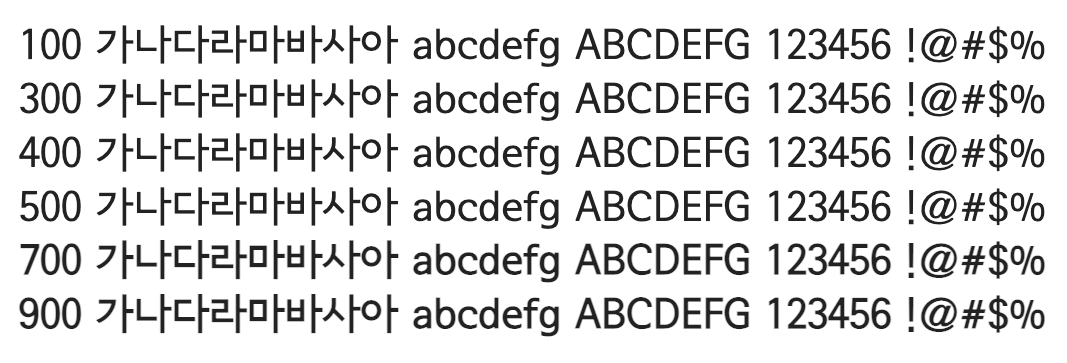 100 가나다라마바사아 abcdefg ABCDEFG 123456 !@#$%
300 가나다라마바사아 abcdefg ABCDEFG 123456 !@#$%
400 가나다라마바사아 abcdefg ABCDEFG 123456 !@#$%
500 가나다라마바사아 abcdefg ABCDEFG 123456 !@#$%
700 가나다라마바사아 abcdefg ABCDEFG 123456 !@#$%
900 가나다라마바사아 abcdefg ABCDEFG 123456 !@#$%